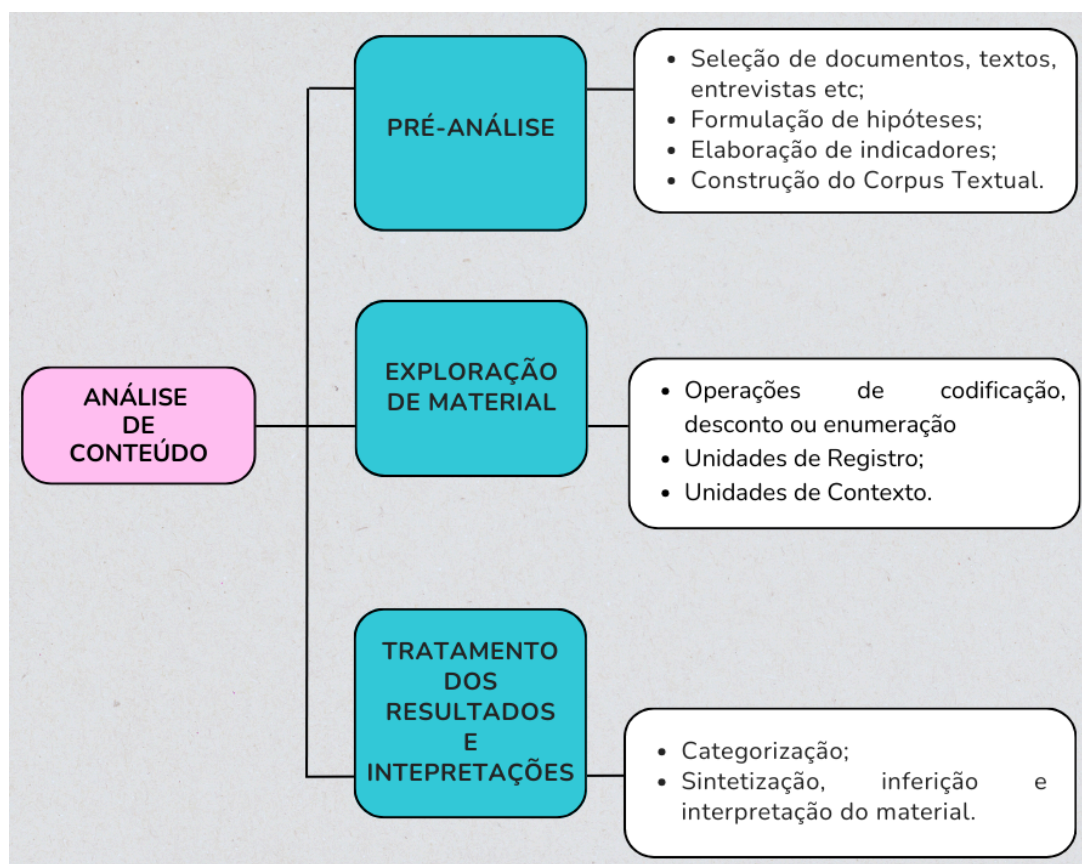 PRÉ-ANÁLISE
• Seleção de documentos, textos,
entrevistas etc;
• Formulação de hipóteses;
• Elaboração de indicadores;
• Construção do Corpus Textual.
ANÁLISE
DE
CONTEÚDO
EXPLORAÇÃO
DE MATERIAL
• Operações de codificação,
desconto ou enumeração
• Unidades de Registro;
• Unidades de Contexto.
TRATAMENTO
DOS
RESULTADOS
E
INTEPRETAÇÕES
• Categorização;
• Sintetização, inferição e
interpretação do material.